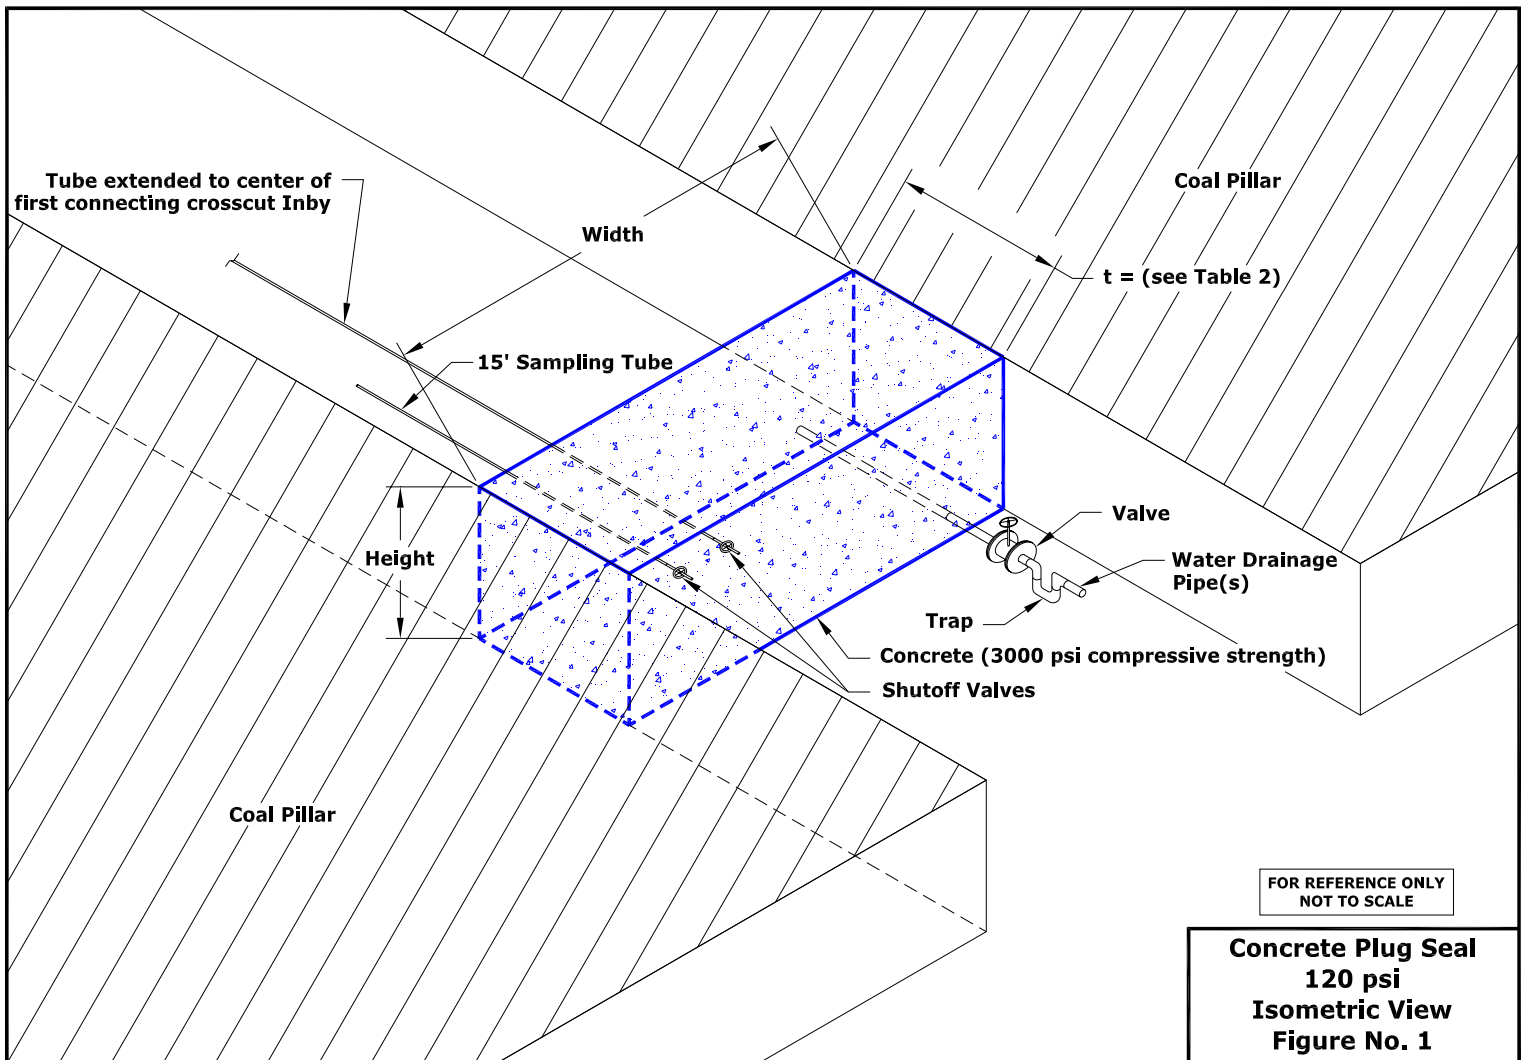 Tube extended to center of
first connecting crosscut Inby
Width
Coal Pillar
t = (see Table 2)
15' Sampling Tube
Height
Valve
Water Drainage
Pipe(s)
Trap
Concrete (3000 psi compressive strength)
Shutoff Valves
Coal Pillar
FOR REFERENCE ONLY
NOT TO SCALE
Concrete Plug Seal
120 psi
Isometric View
Figure No. 1